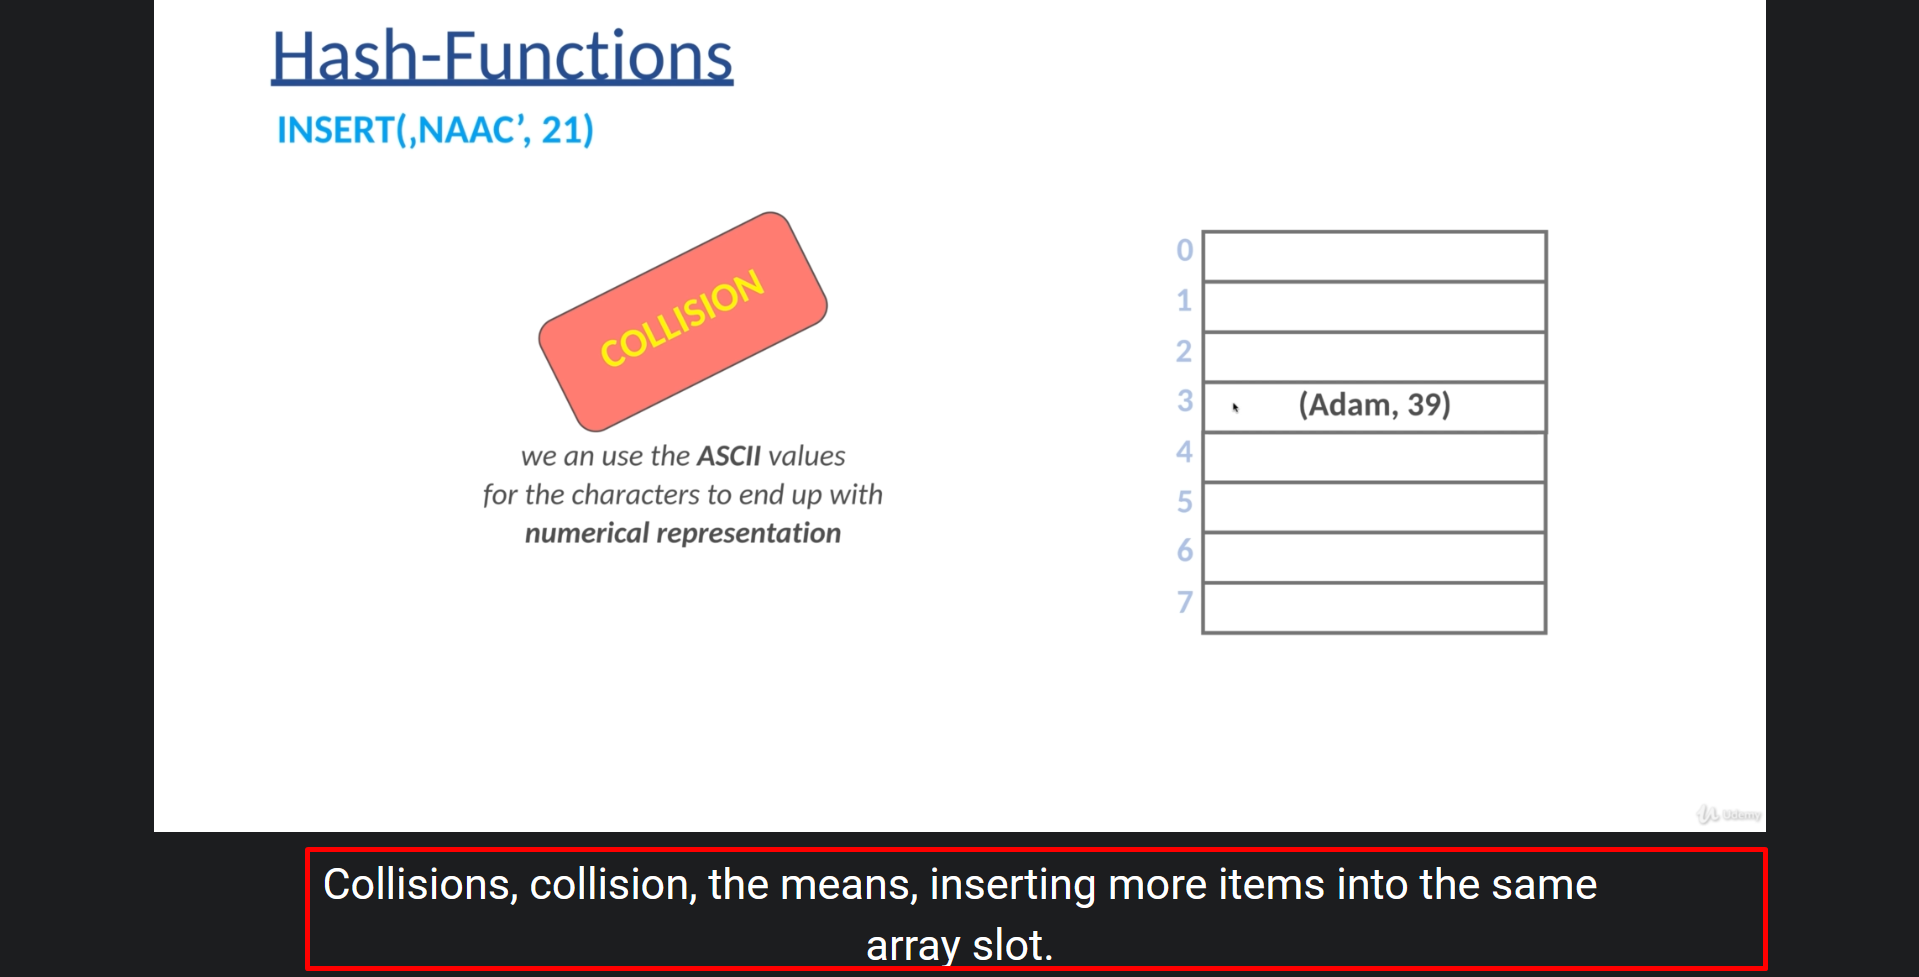 Hash-Functions
INSERT(‚NAAC’, 21)
COLLISION
we an use the ASCII values
for the characters to end up with
numerical representation
0
1
2
3 (Adam, 39)
4
5
6
7
Udemy
Collisions, collision, the means, inserting more items into the same
array slot.